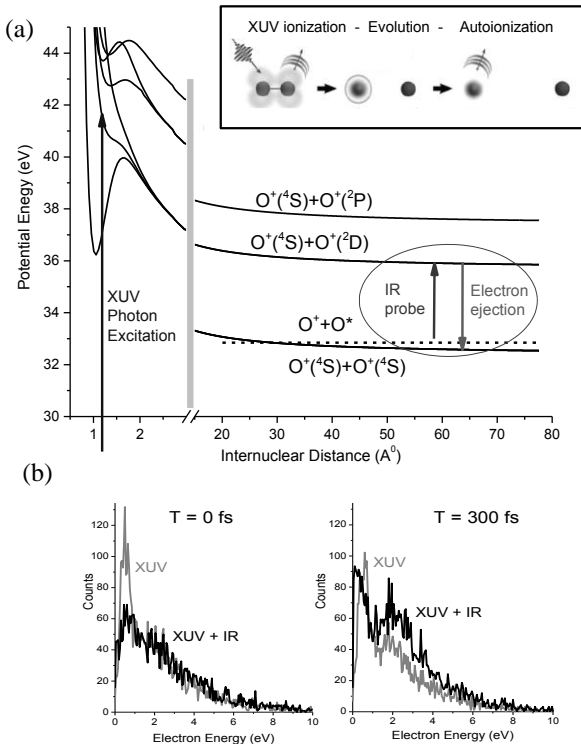 (a)
XUV ionization - Evolution - Autoionization
44
42
40
38
36
34
32
30
Potential Energy (eV)
O⁺(⁴S)+O⁺(²P)
O⁺(⁴S)+O⁺(²D)
XUV
Photon
Excitation
IR
probe
Electron
ejection
O⁺+O*
O⁺(⁴S)+O⁺(⁴S)
1 2 20 30 40 50 60 70 80
Internuclear Distance (A⁰)
(b)
T = 0 fs
XUV
XUV + IR
120
100
80
60
40
20
0
Counts
0 2 4 6 8 10
Electron Energy (eV)
T = 300 fs
XUV
XUV + IR
120
100
80
60
40
20
0
Counts
0 2 4 6 8 10
Electron Energy (eV)